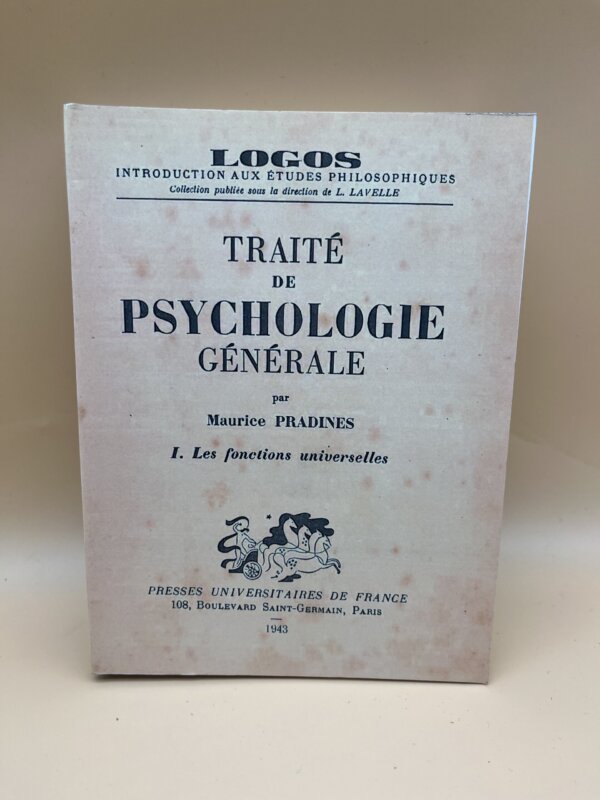 LOGOS
INTRODUCTION AUX ÉTUDES PHILOSOPHIQUES
Collection publiée sous la direction de L. LAVELLE
TRAITÉ
DE
PSYCHOLOGIE
GÉNÉRALE
par
Maurice PRADINES
I. Les fonctions universelles
PRESSES UNIVERSITAIRES DE FRANCE
108, BOULEVARD SAINT-GERMAIN, PARIS
1943